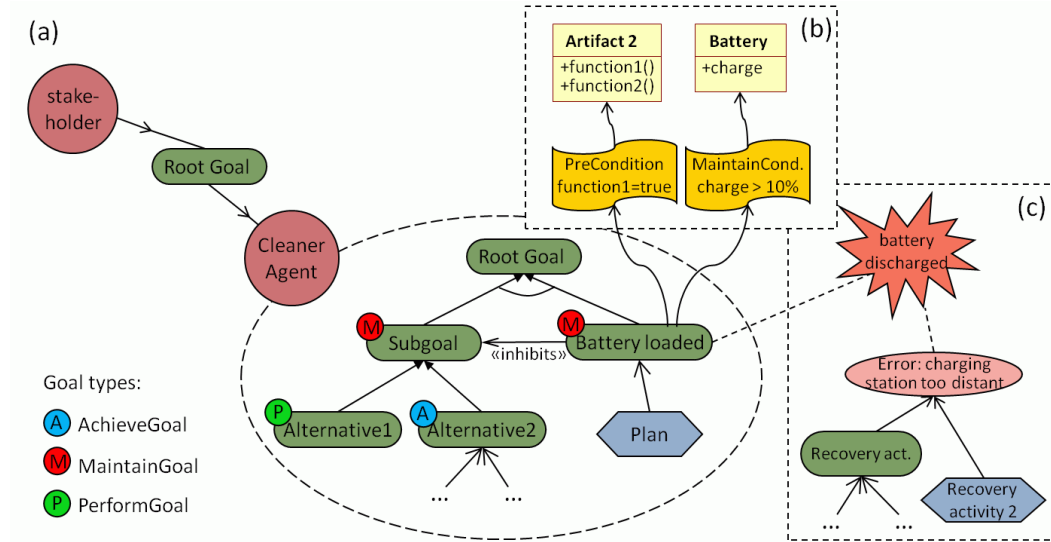 (a)
stake-
holder
Root Goal
Cleaner
Agent
Artifact 2
+function1()
+function2()
Battery
+charge
(b)
PreCondition
function1=true
MaintainCond.
charge > 10%
(c)
battery
discharged
Root Goal
M
Subgoal
«inhibits»
M
Battery loaded
P
Alternative1
A
Alternative2
... ...
Plan
Error: charging
station too distant
Recovery act.
... ...
Recovery
activity 2
Goal types:
A AchieveGoal
M MaintainGoal
P PerformGoal